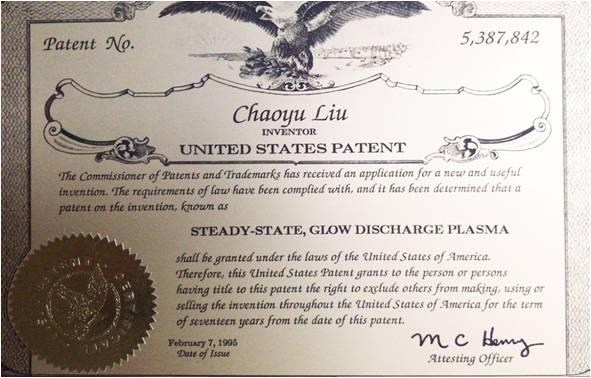 Patent No. 5,387,842
Chaoyu Liu
INVENTOR
UNITED STATES PATENT
The Commissioner of Patents and Trademarks has received an application for a new and useful
invention. The requirements of law have been complied with, and it has been determined that a
patent on the invention, known as
STEADY-STATE, GLOW DISCHARGE PLASMA
shall be granted under the laws of the United States of America.
Therefore, this United States Patent grants to the person or persons
having title to this patent the right to exclude others from making, using or
selling the invention throughout the United States of America for the term
of seventeen years from the date of this patent.
February 7, 1995
Date of Issue
M C Henry
Attesting Officer